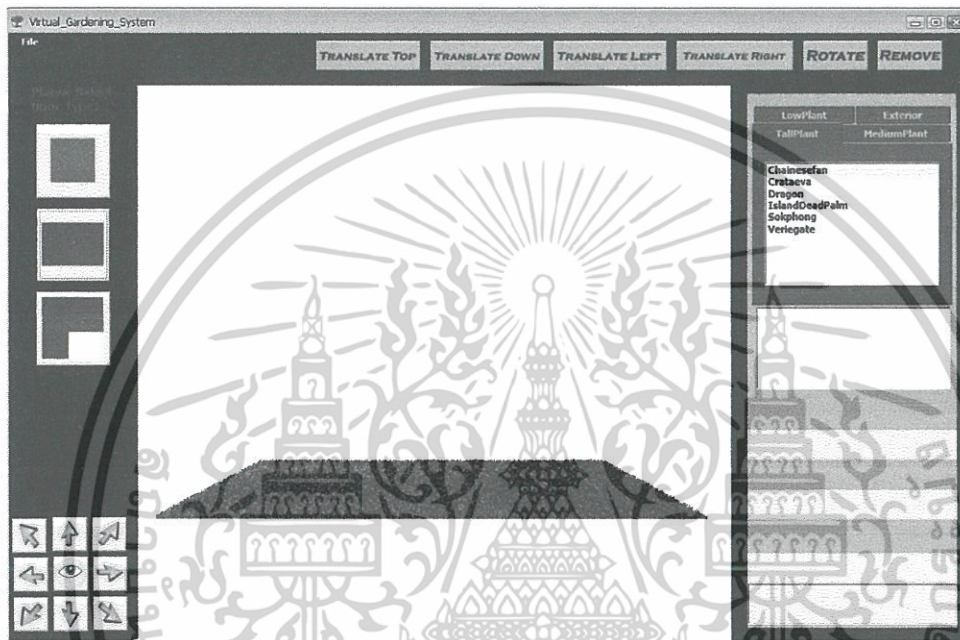 Virtual_Gardening_System
File
TRANSLATE TOP
TRANSLATE DOWN
TRANSLATE LEFT
TRANSLATE RIGHT
ROTATE
REMOVE
LowPlant
Exterior
TallPlant
MediumPlant
Chainesefan
Crataeva
Dragon
IslandDeadPalm
Sokphong
Veriegate